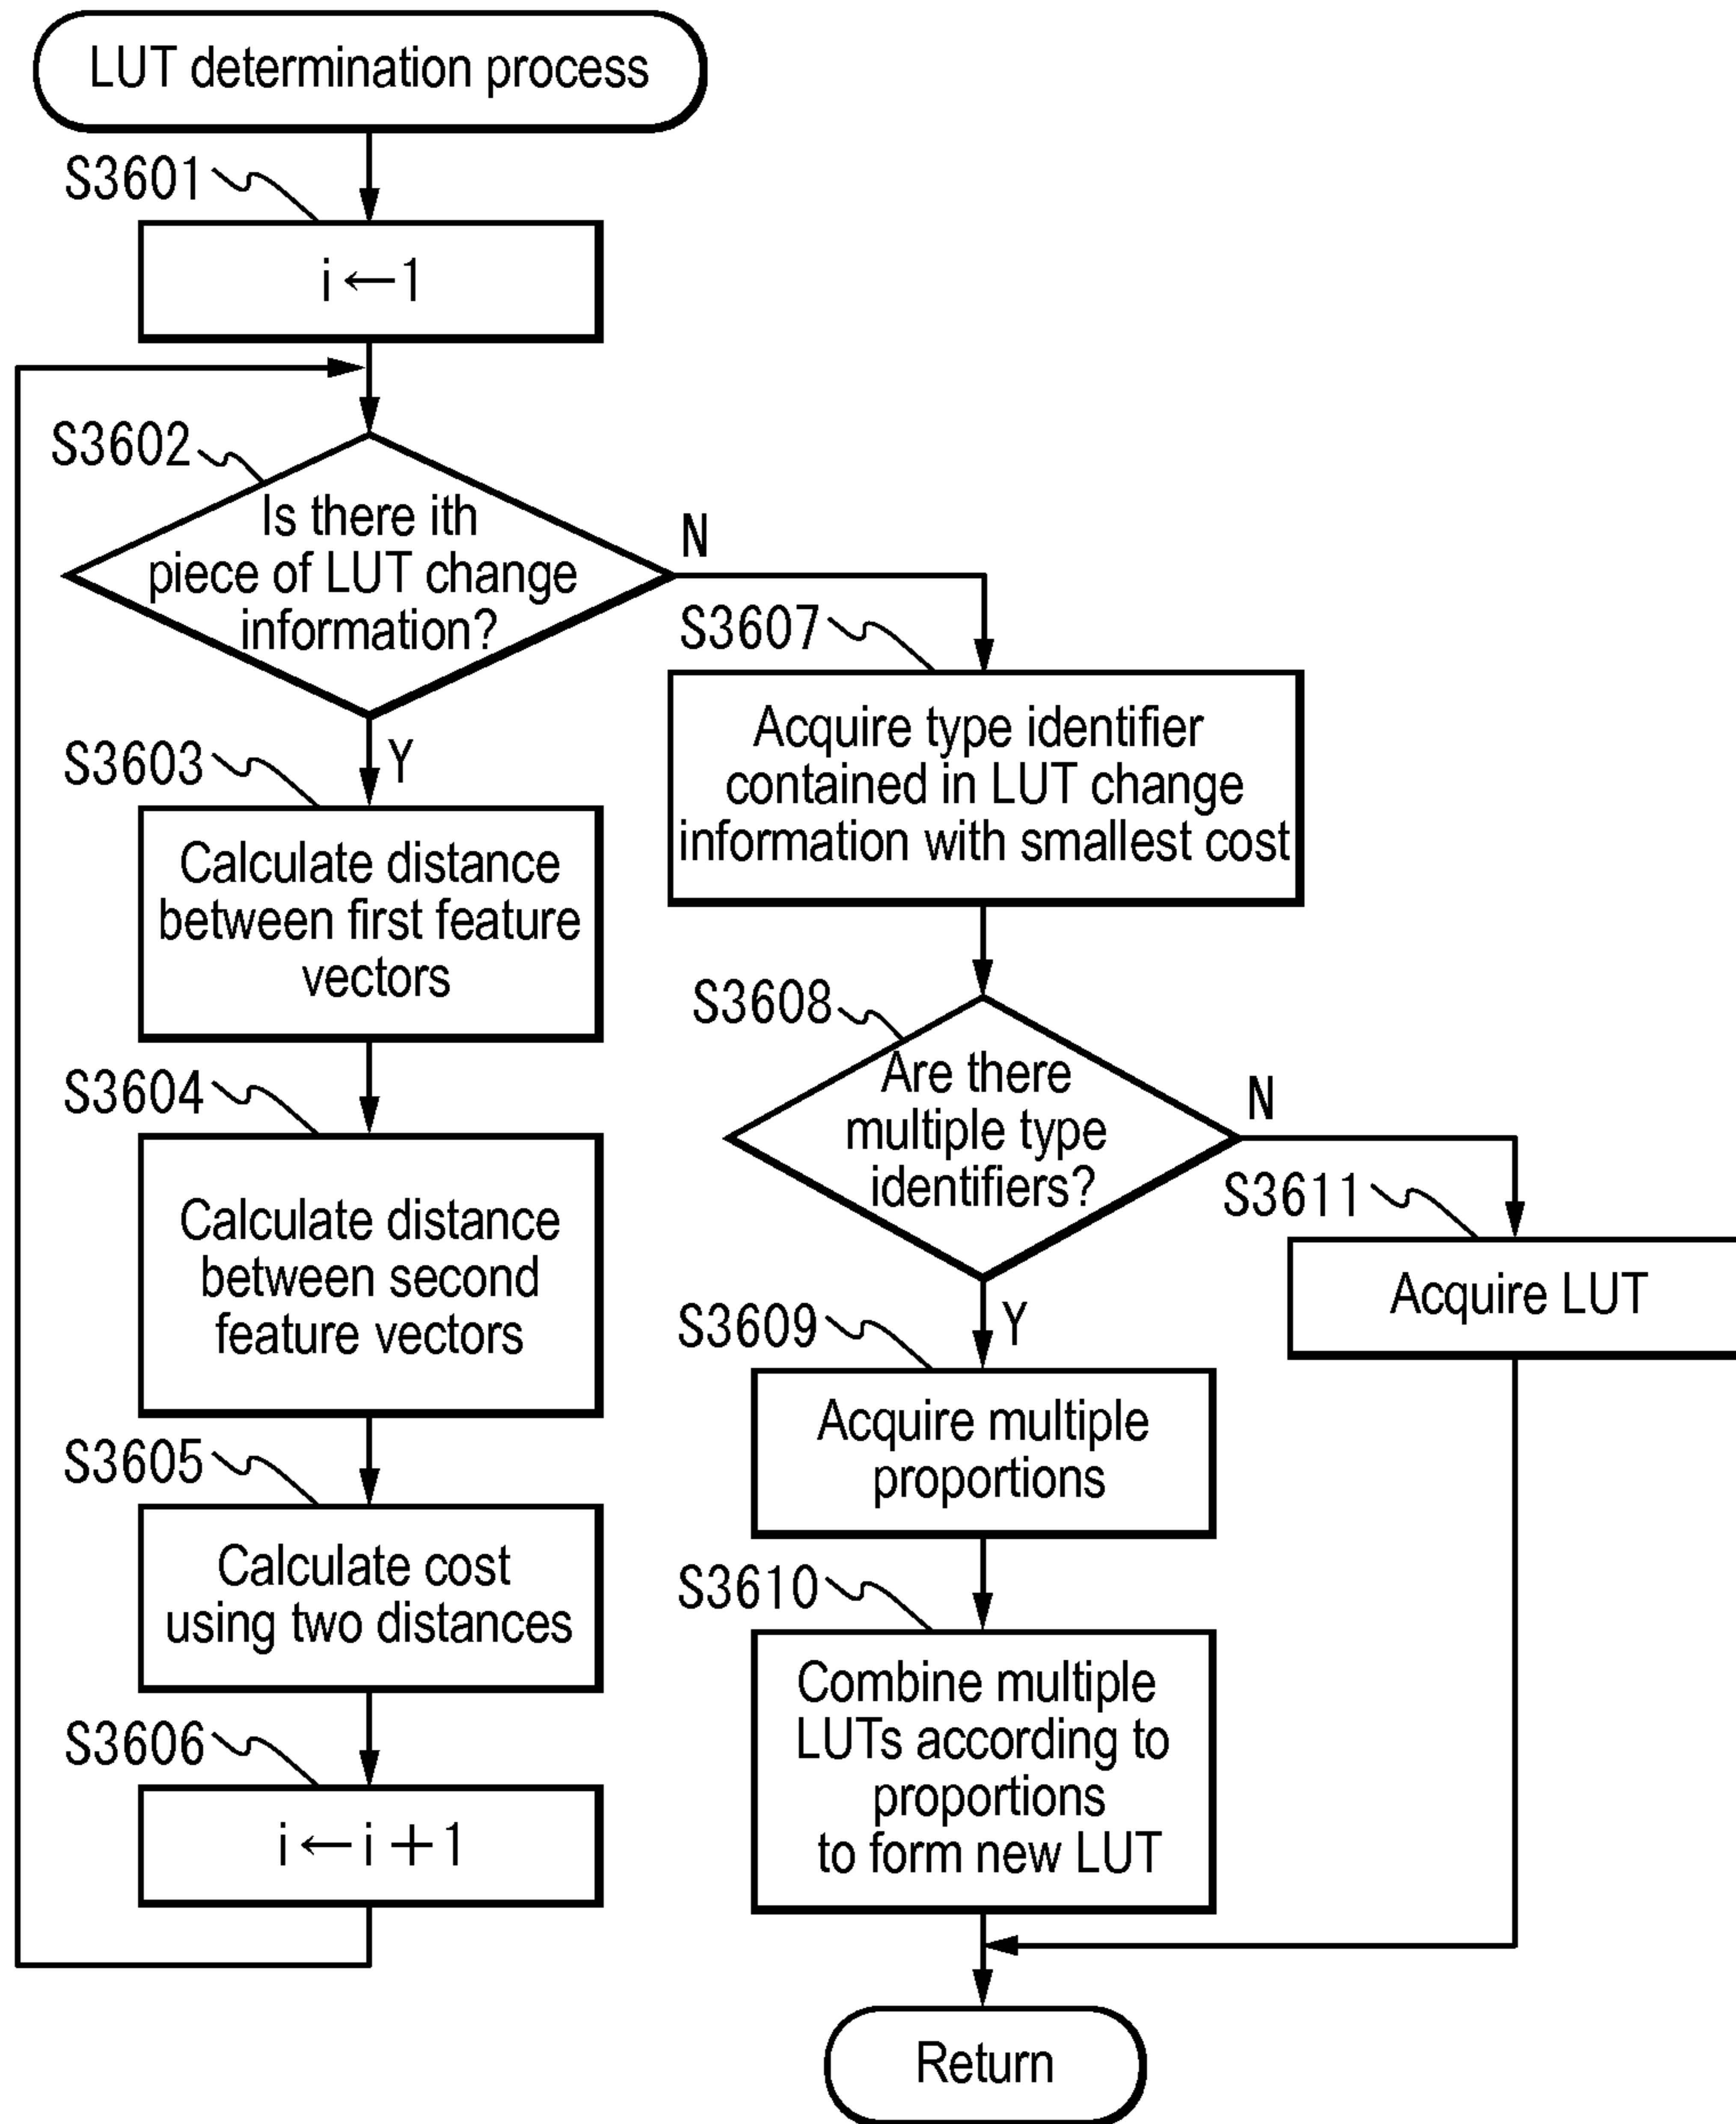 LUT determination process
S3601
i←1
S3602
Is there ith
piece of LUT change
information?
N
Y
S3603
Calculate distance
between first feature
vectors
S3604
Calculate distance
between second
feature vectors
S3605
Calculate cost
using two distances
S3606
i←i+1
S3607
Acquire type identifier
contained in LUT change
information with smallest cost
S3608
Are there
multiple type
identifiers?
N
Y
S3609
Acquire multiple
proportions
S3610
Combine multiple
LUTs according to
proportions
to form new LUT
S3611
Acquire LUT
Return